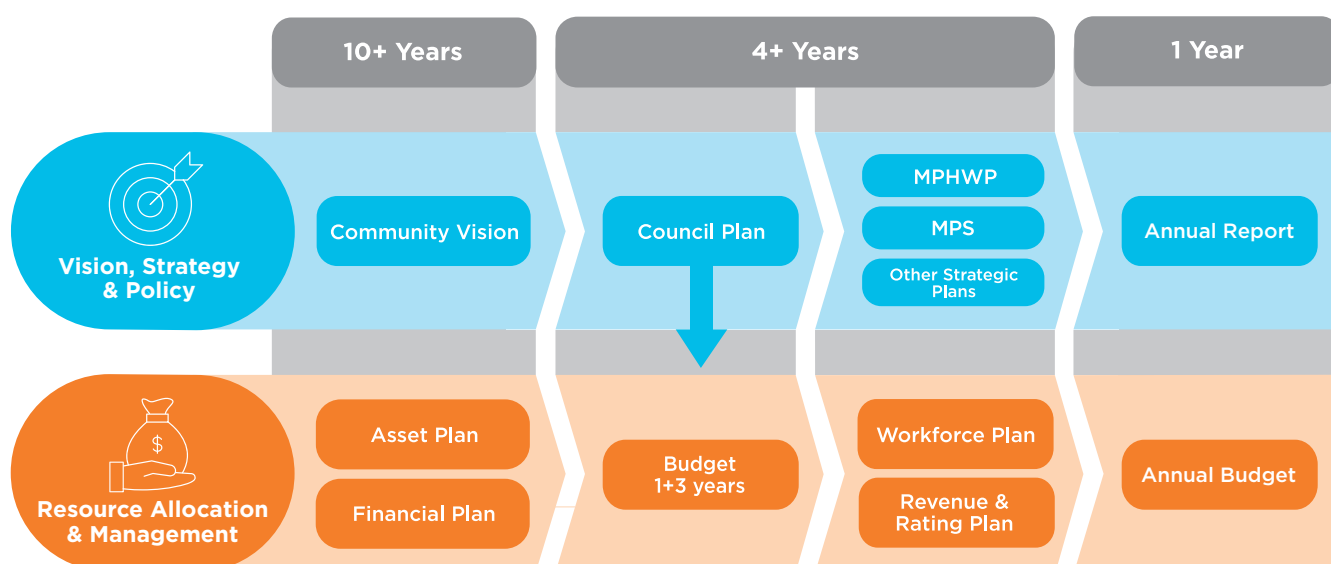 10+ Years
4+ Years
1 Year
Vision, Strategy
& Policy
Community Vision
Council Plan
MPHWP
MPS
Other Strategic
Plans
Annual Report
$
Resource Allocation
& Management
Asset Plan
Financial Plan
Budget
1+3 years
Workforce Plan
Revenue &
Rating Plan
Annual Budget